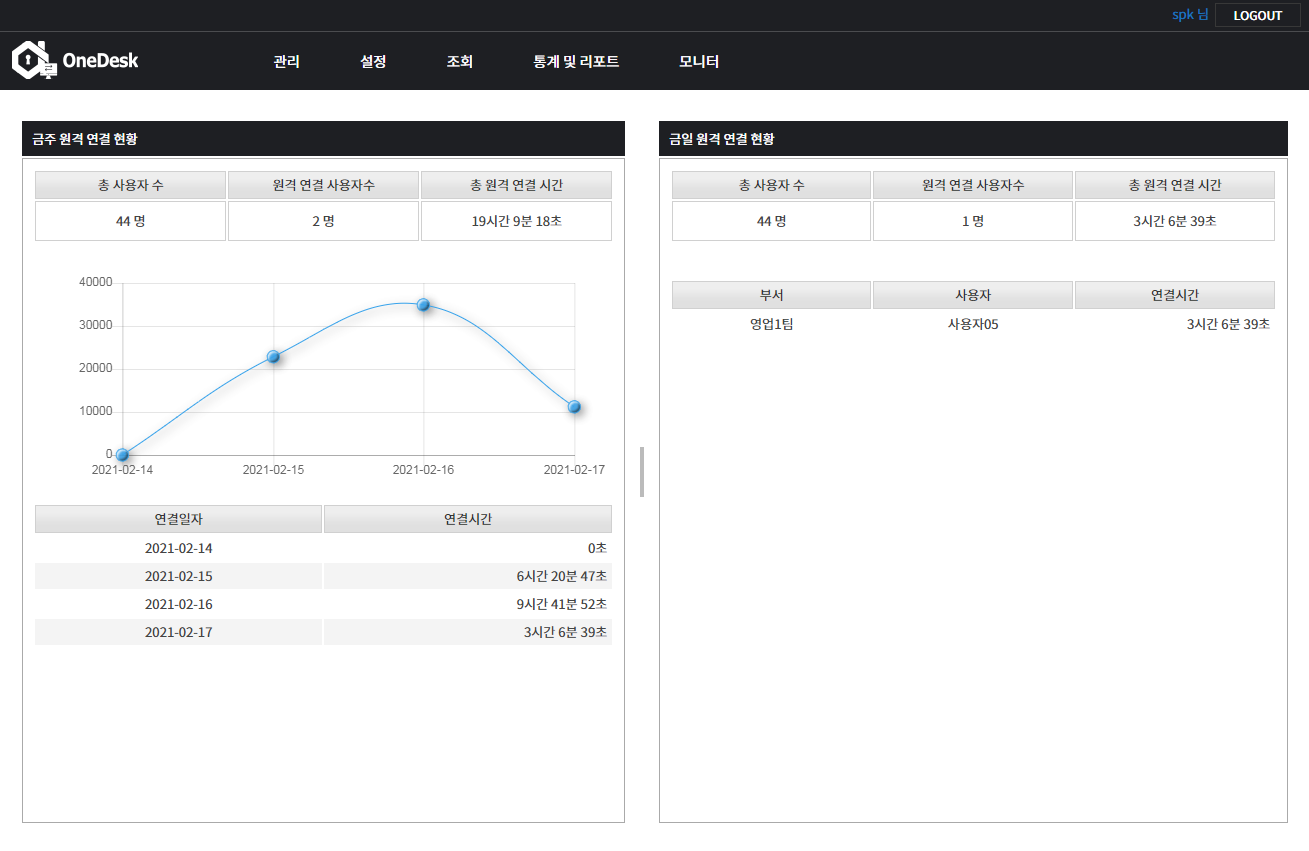 spk 님 LOGOUT
OneDesk 관리 설정 조회 통계 및 리포트 모니터
금주 원격 연결 현황
총 사용자 수 원격 연결 사용자수 총 원격 연결 시간
44 명 2 명 19시간 9분 18초
40000
30000
20000
10000
0
2021-02-14 2021-02-15 2021-02-16 2021-02-17
연결일자 연결시간
2021-02-14 0초
2021-02-15 6시간 20분 47초
2021-02-16 9시간 41분 52초
2021-02-17 3시간 6분 39초
금일 원격 연결 현황
총 사용자 수 원격 연결 사용자수 총 원격 연결 시간
44 명 1 명 3시간 6분 39초
부서 사용자 연결시간
영업1팀 사용자05 3시간 6분 39초